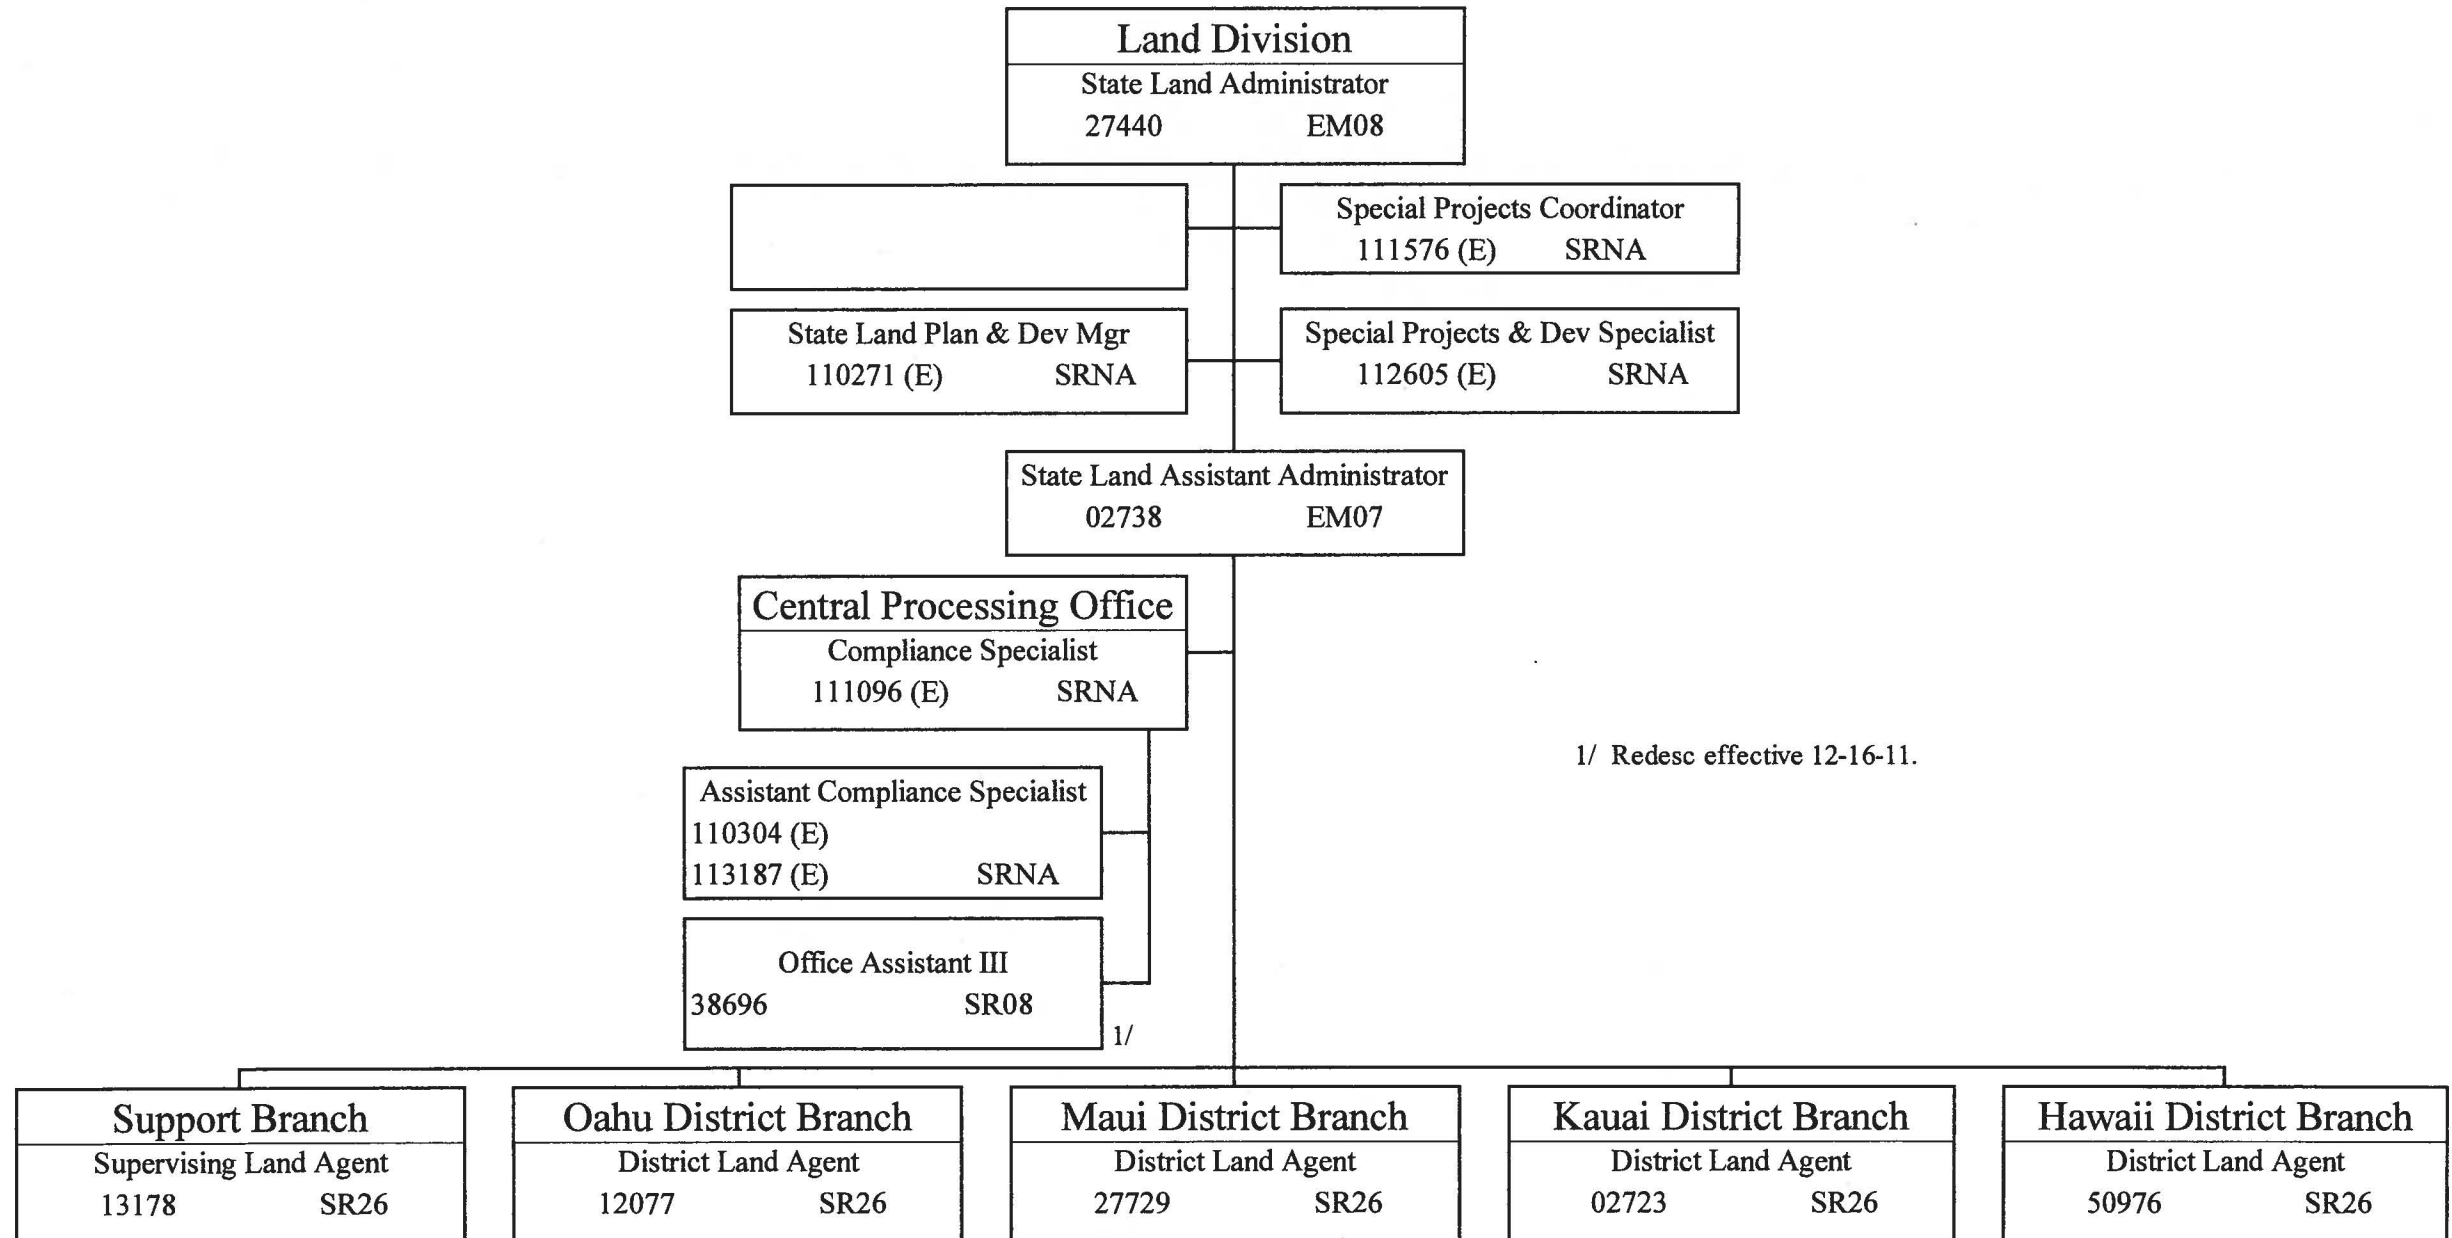 Land Division
State Land Administrator
27440 EM08
Special Projects Coordinator
111576 (E) SRNA
State Land Plan & Dev Mgr
110271 (E) SRNA
Special Projects & Dev Specialist
112605 (E) SRNA
State Land Assistant Administrator
02738 EM07
Central Processing Office
Compliance Specialist
111096 (E) SRNA
1/ Redesc effective 12-16-11.
Assistant Compliance Specialist
110304 (E)
113187 (E) SRNA
Office Assistant III
38696 SR08
1/
Support Branch
Supervising Land Agent
13178 SR26
Oahu District Branch
District Land Agent
12077 SR26
Maui District Branch
District Land Agent
27729 SR26
Kauai District Branch
District Land Agent
02723 SR26
Hawaii District Branch
District Land Agent
50976 SR26